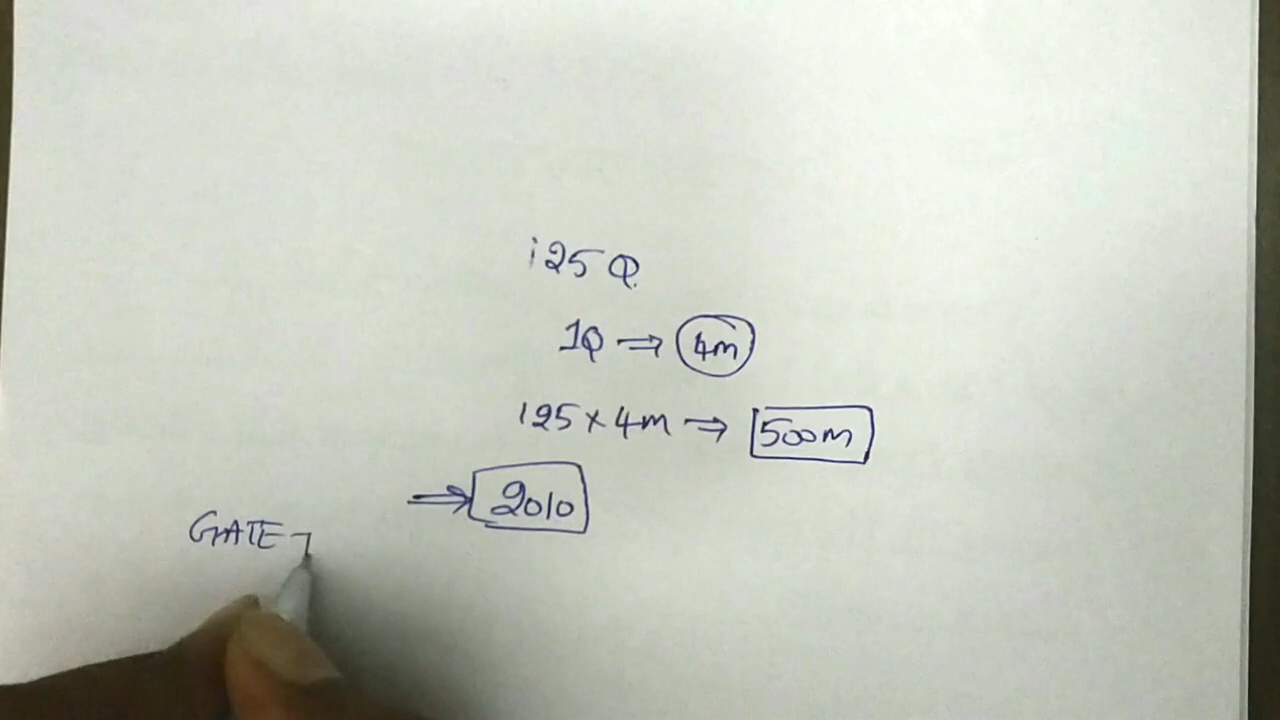 125 Q
1Q ⇒ 4m
125 × 4m ⇒ 500m
⇒ 2010
GATE -